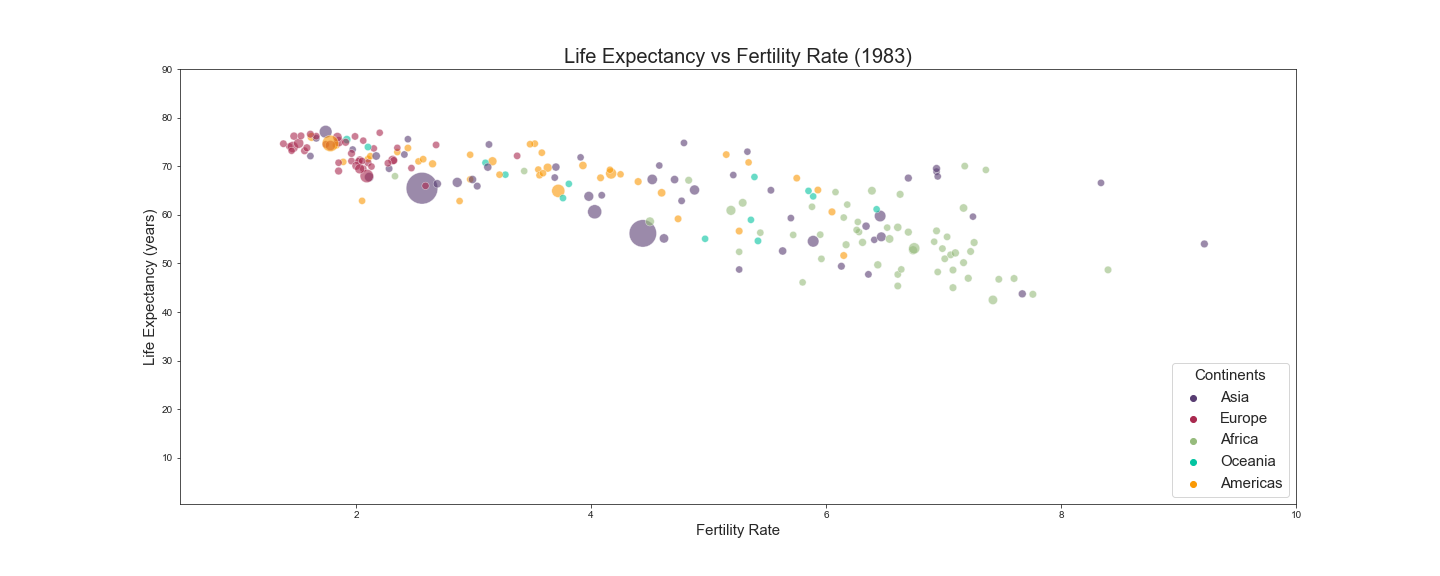 Life Expectancy vs Fertility Rate (1983)
90
80
70
60
50
40
30
20
10
Life Expectancy (years)
2
4
6
8
10
Fertility Rate
Continents
Asia
Europe
Africa
Oceania
Americas